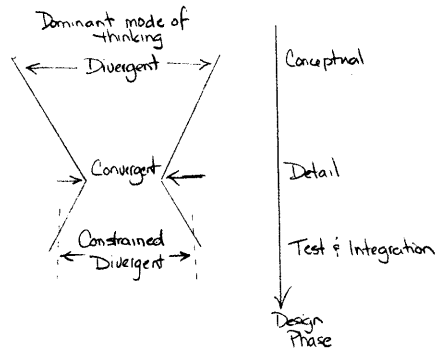 Dominant mode of
thinking
Divergent
Conceptual
Convergent
Detail
Constrained
Divergent
Test & Integration
Design
Phase